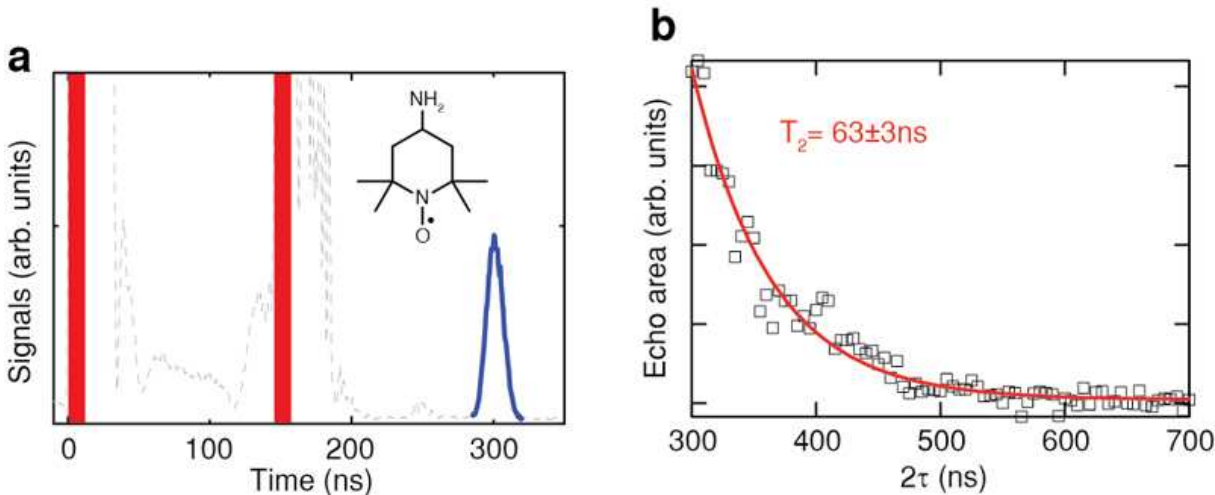 a
Signals (arb. units)
NH₂
N
O•
0
100
200
300
Time (ns)
b
Echo area (arb. units)
T₂= 63±3ns
300
400
500
600
700
2τ (ns)